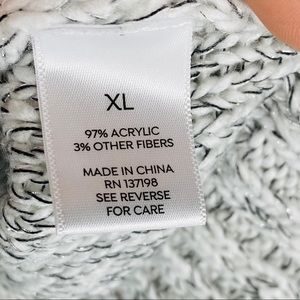 XL
97% ACRYLIC
3% OTHER FIBERS
MADE IN CHINA
RN 137198
SEE REVERSE
FOR CARE